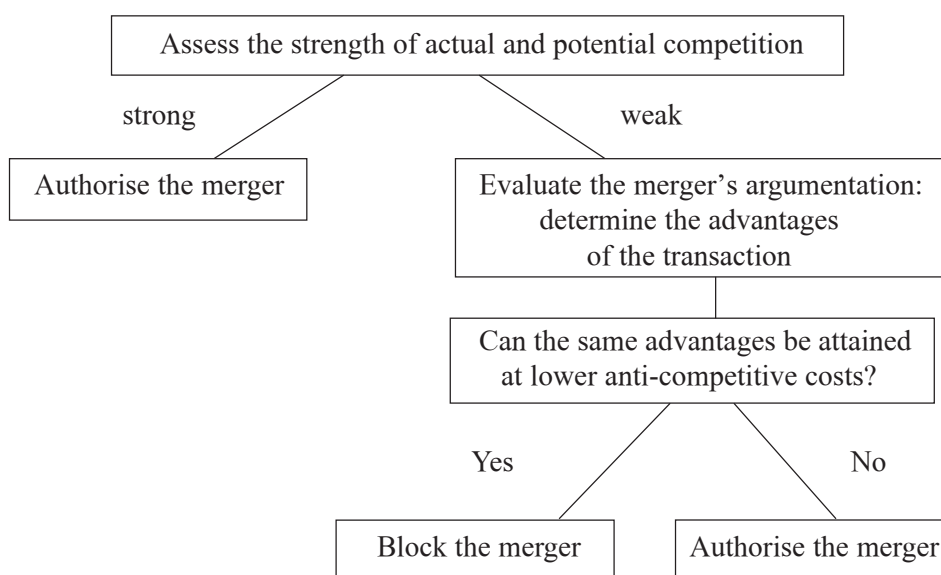 Assess the strength of actual and potential competition
strong
weak
Authorise the merger
Evaluate the merger’s argumentation:
determine the advantages
of the transaction
Can the same advantages be attained
at lower anti-competitive costs?
Yes
No
Block the merger
Authorise the merger